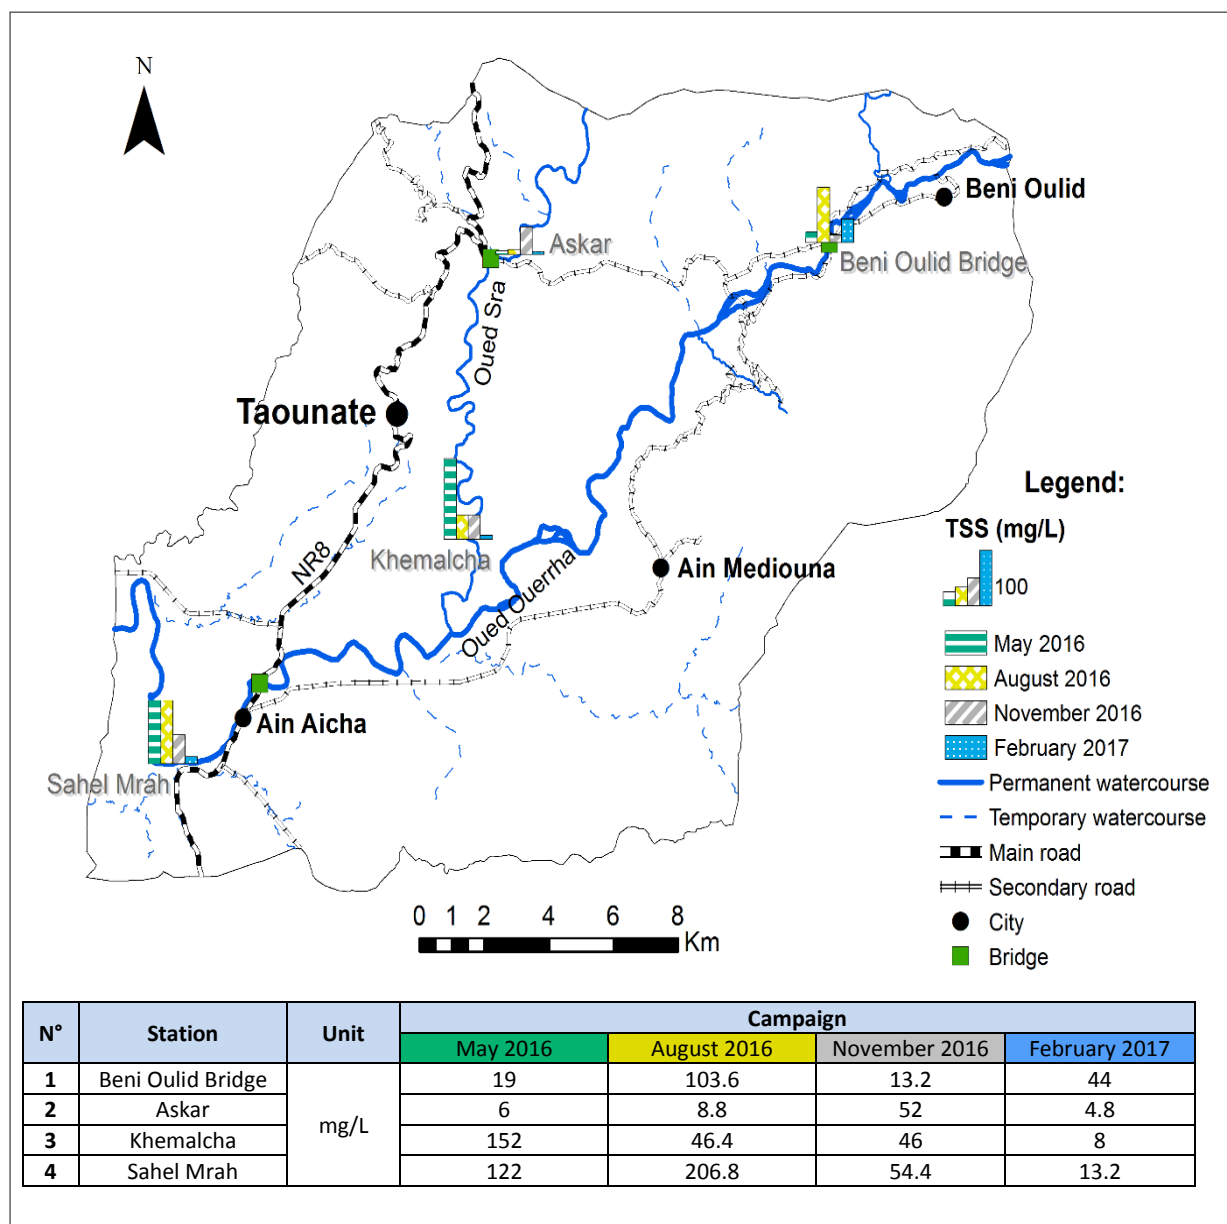 N
Beni Oulid
Askar
Beni Oulid Bridge
Oued Sra
Taounate
Khemalcha
NR8
Oued Ouerrha
Ain Mediouna
Ain Aicha
Sahel Mrah
Legend:
TSS (mg/L)
100
May 2016
August 2016
November 2016
February 2017
Permanent watercourse
Temporary watercourse
Main road
Secondary road
City
Bridge
0 1 2 4 6 8
Km
N° Station Unit Campaign
May 2016 August 2016 November 2016 February 2017
1 Beni Oulid Bridge mg/L 19 103.6 13.2 44
2 Askar 6 8.8 52 4.8
3 Khemalcha 152 46.4 46 8
4 Sahel Mrah 122 206.8 54.4 13.2